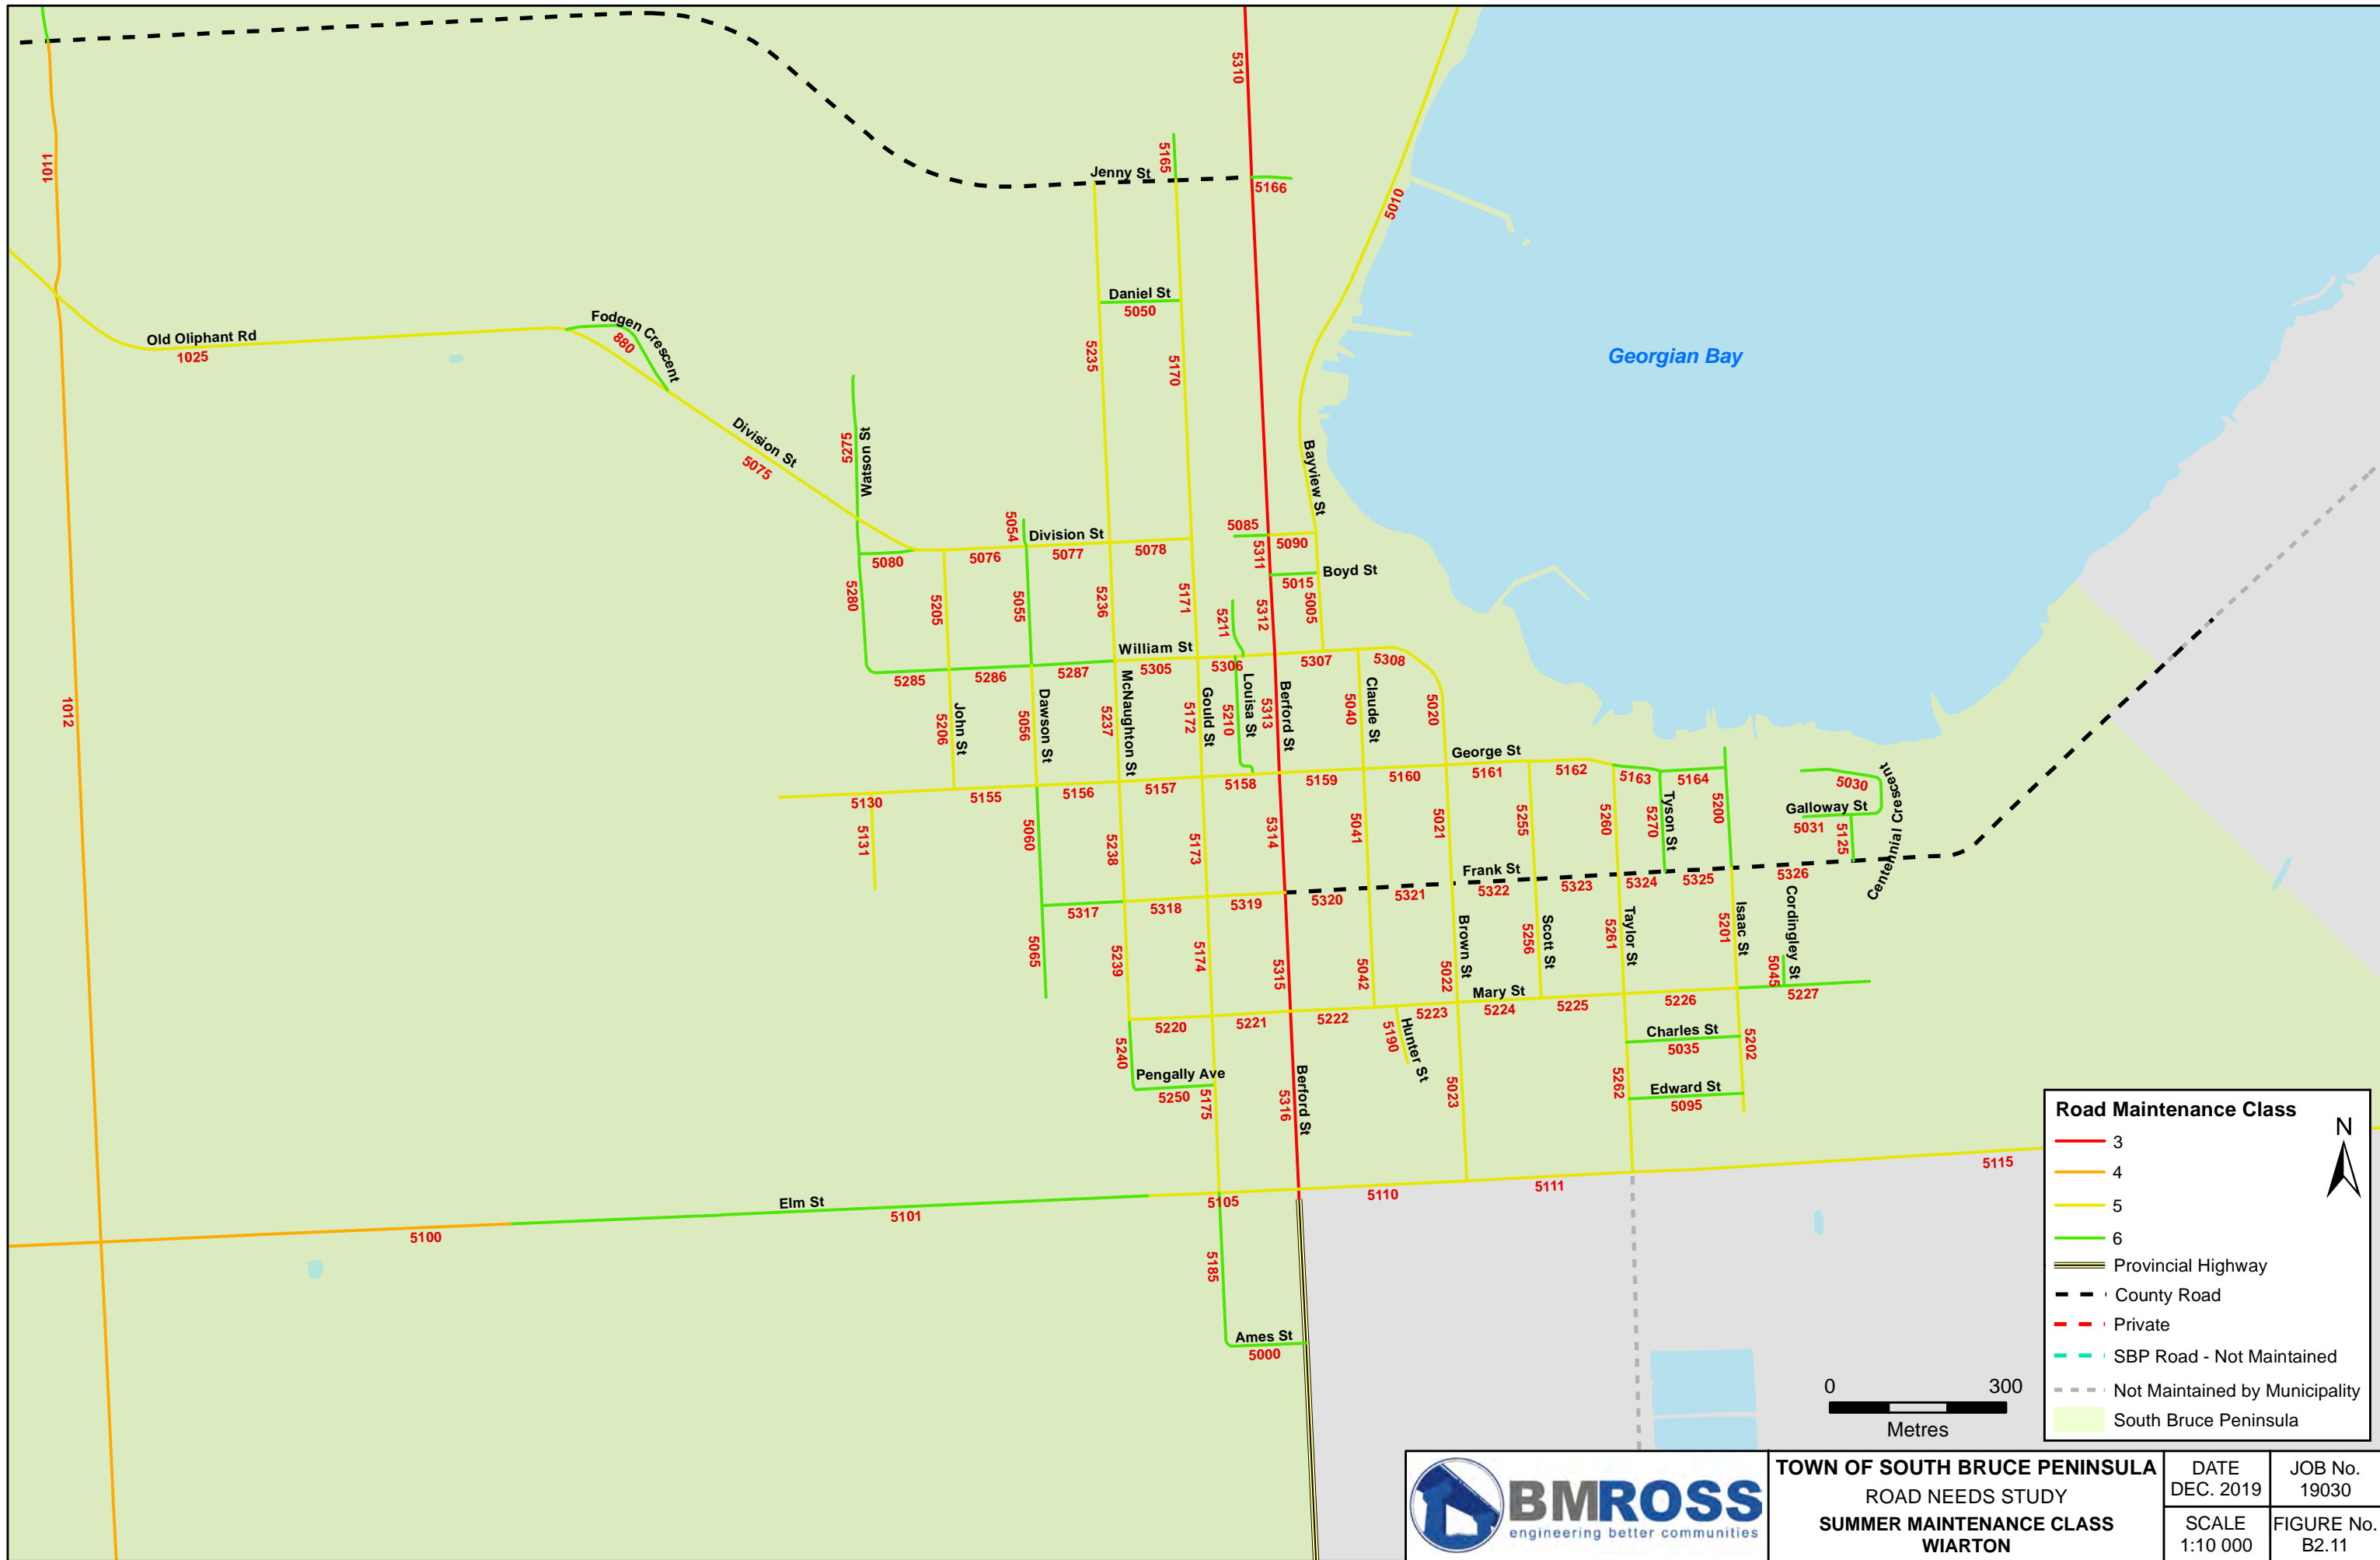 5310
1011
Jenny St
5165
5166
5010
Daniel St
5050
Old Oliphant Rd
1025
Fodgen Crescent
880
5235
5170
Georgian Bay
Division St
5075
5275
Watson St
Bayview St
5054
Division St
5085
5090
5080
5076
5077
5078
5311
Boyd St
5015
5280
5205
5055
5236
5171
5211
5312
5005
William St
5285
5286
5287
5305
5306
5307
5308
1012
John St
5206
5056
Dawson St
McNaughton St
5237
5172
Gould St
5210
Louisa St
5313
Berford St
5040
Claude St
5020
George St
5130
5155
5156
5157
5158
5159
5160
5161
5162
5163
5164
5030
Galloway St
5031
5125
Centennial Crescent
5131
5060
5238
5173
5314
5041
5021
5255
5260
5270
Tyson St
5200
Frank St
5317
5318
5319
5320
5321
5322
5323
5324
5325
5326
5065
5239
5174
5315
5042
5022
Brown St
5256
Scott St
5261
Taylor St
5201
Isaac St
Cordingley St
5045
Mary St
5220
5221
5222
5223
5224
5225
5226
5227
5240
5190
Hunter St
Charles St
5035
5202
Pengally Ave
5250
5175
5316
Berford St
5023
5262
Edward St
5095
Elm St
5100
5101
5105
5110
5111
5115
5185
Ames St
5000
Road Maintenance Class
N
3
4
5
6
Provincial Highway
County Road
Private
SBP Road - Not Maintained
Not Maintained by Municipality
South Bruce Peninsula
0 300
Metres
BMROSS
engineering better communities
TOWN OF SOUTH BRUCE PENINSULA
ROAD NEEDS STUDY
SUMMER MAINTENANCE CLASS
WIARTON
DATE
DEC. 2019
JOB No.
19030
SCALE
1:10 000
FIGURE No.
B2.11